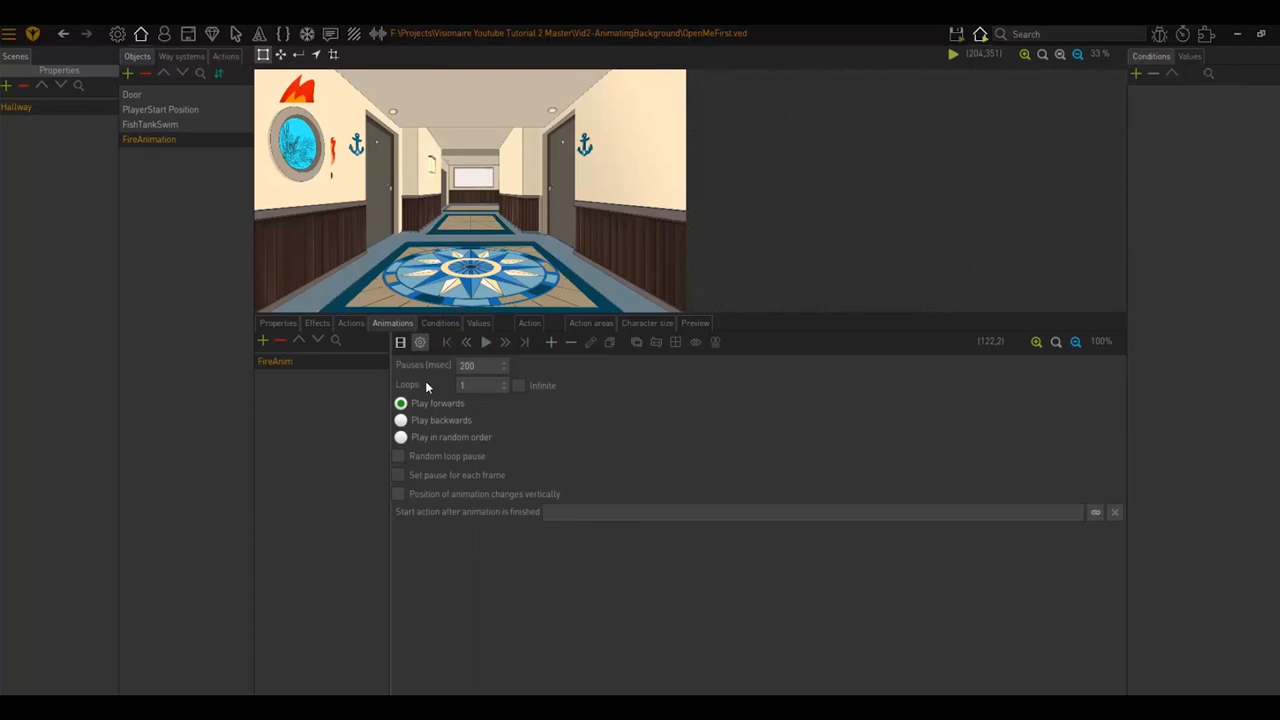 F:\Projects\Visionaire Youtube Tutorial 2 Master\Vid2-AnimatingBackground\OpenMeFirst.ved
Search
Scenes
Objects
Way systems
Actions
(204,351)
33 %
Conditions
Values
Properties
Hallway
Door
PlayerStart Position
FishTankSwim
FireAnimation
Properties
Effects
Actions
Animations
Conditions
Values
Action
Action areas
Character size
Preview
(122,2)
100%
FireAnim
Pauses (msec)
200
Loops
1
Infinite
Play forwards
Play backwards
Play in random order
Random loop pause
Set pause for each frame
Position of animation changes vertically
Start action after animation is finished